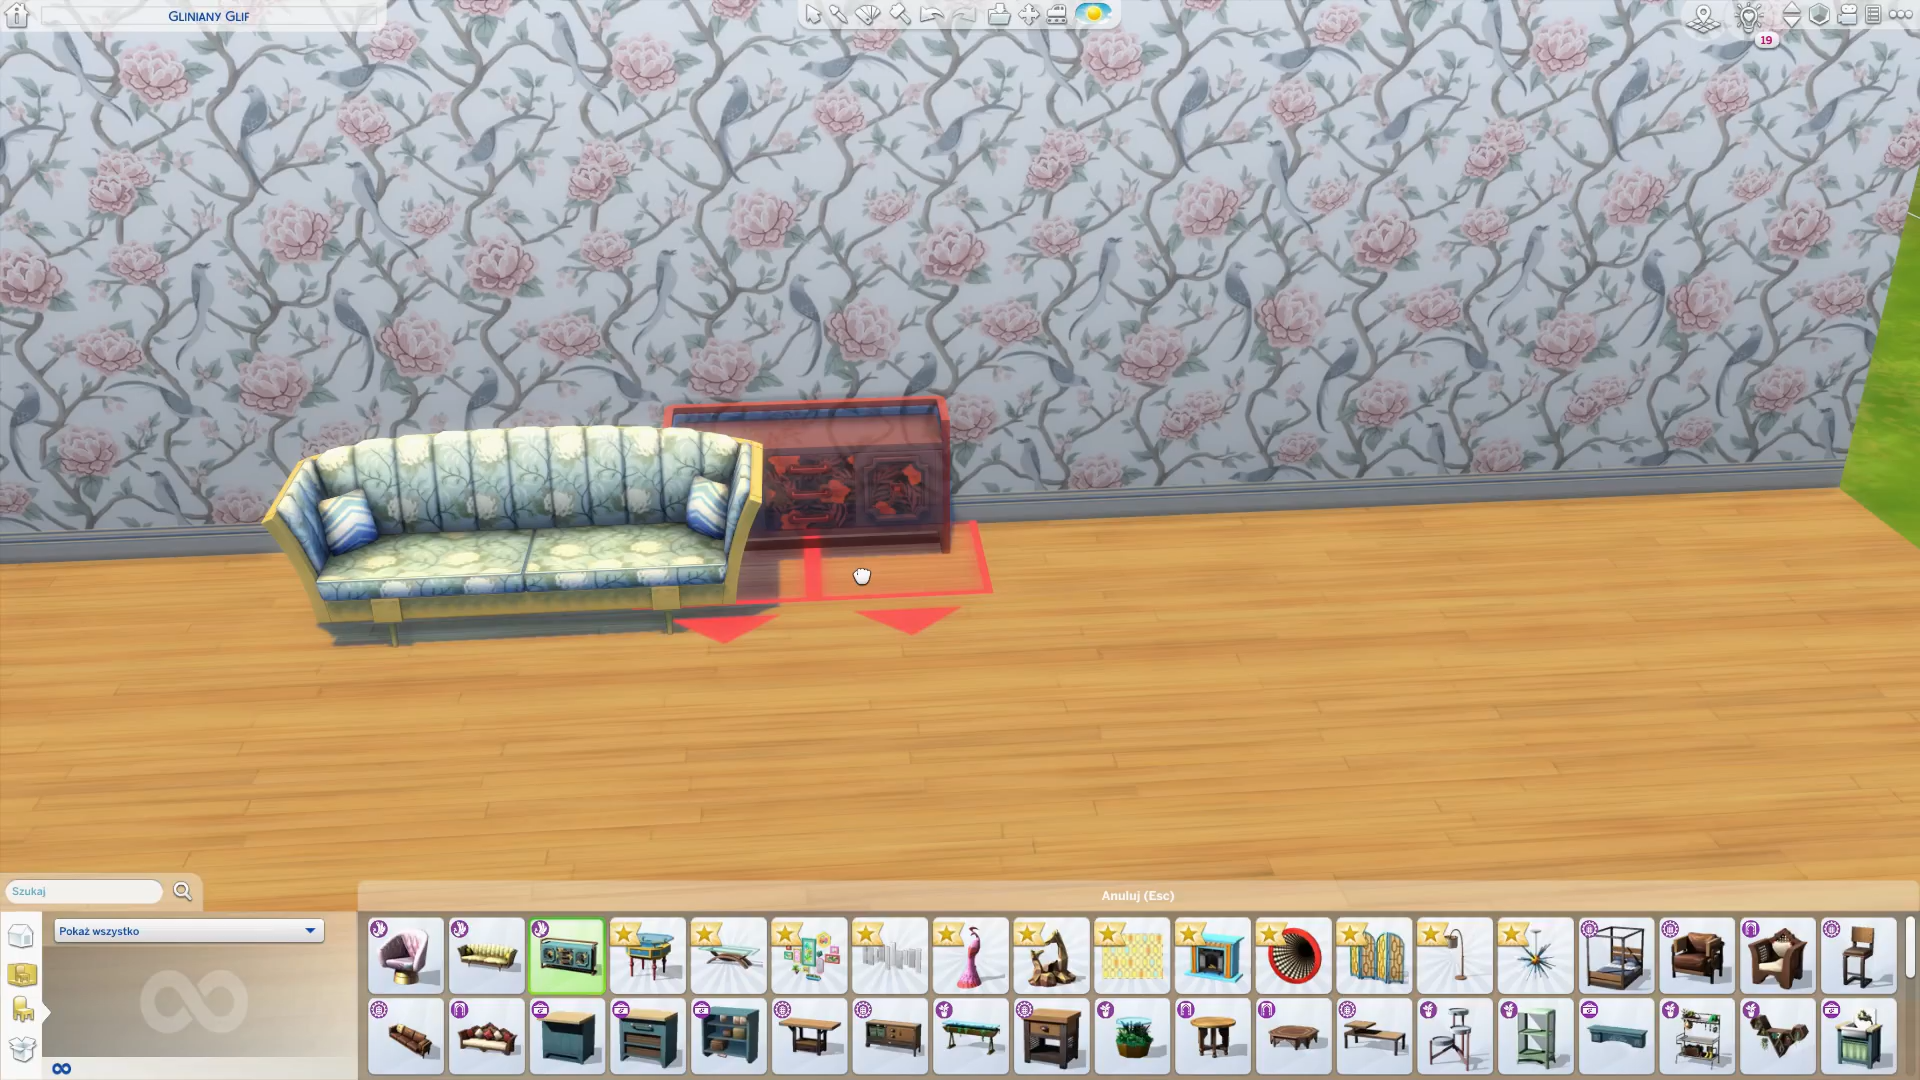 GLINIANY GLIF
19
Szukaj
Anuluj (Esc)
Pokaż wszystko